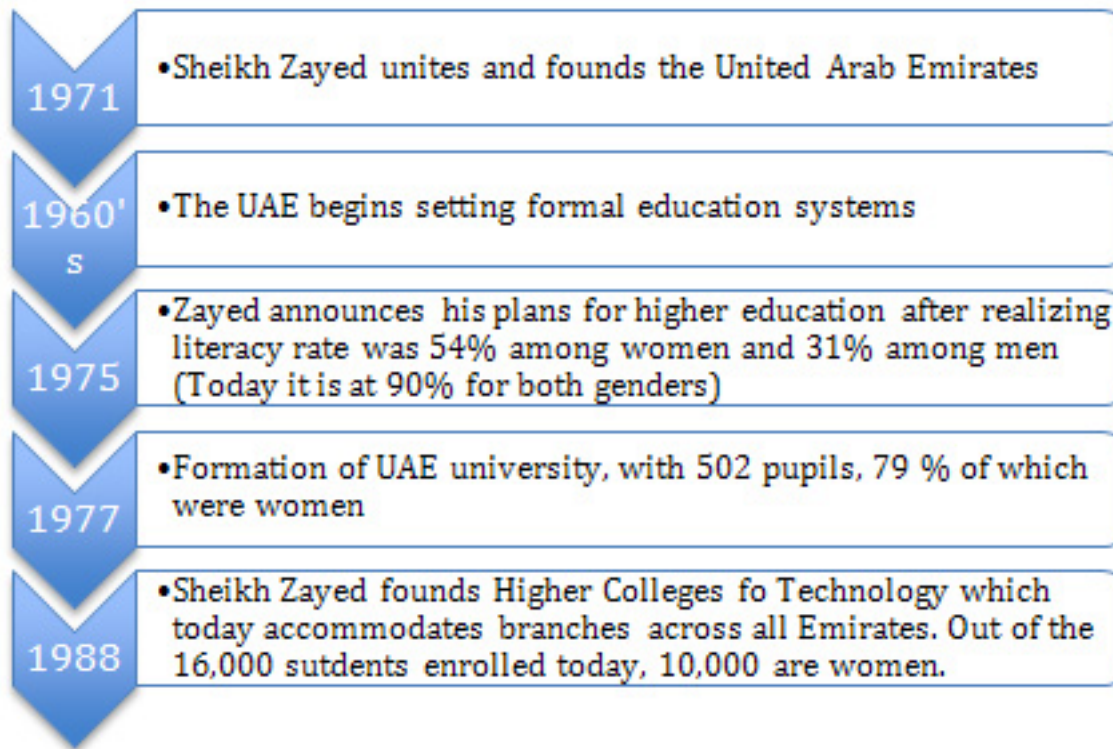 1971
•Sheikh Zayed unites and founds the United Arab Emirates
1960'
s
•The UAE begins setting formal education systems
1975
•Zayed announces his plans for higher education after realizing
literacy rate was 54% among women and 31% among men
(Today it is at 90% for both genders)
1977
•Formation of UAE university, with 502 pupils, 79 % of which
were women
1988
•Sheikh Zayed founds Higher Colleges fo Technology which
today accommodates branches across all Emirates. Out of the
16,000 sutdents enrolled today, 10,000 are women.